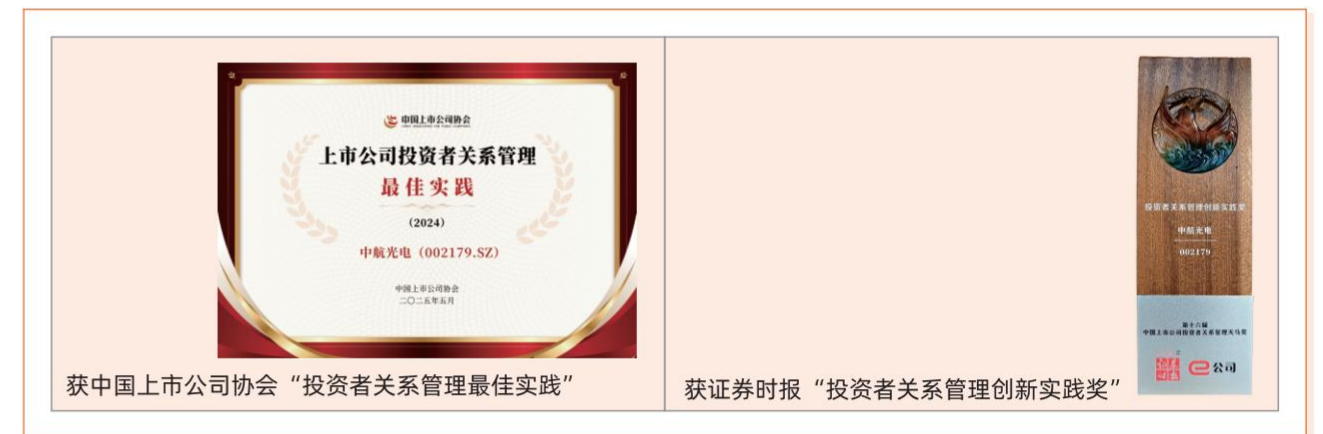 中国上市公司协会
上市公司投资者关系管理
最佳实践
(2024)
中航光电(002179.SZ)
中国上市公司协会
二〇二五年五月
获中国上市公司协会“投资者关系管理最佳实践”
投资者关系管理创新实践奖
中航光电
002179
第十六届
中国上市公司投资者关系管理天马奖
e公司
获证券时报“投资者关系管理创新实践奖”